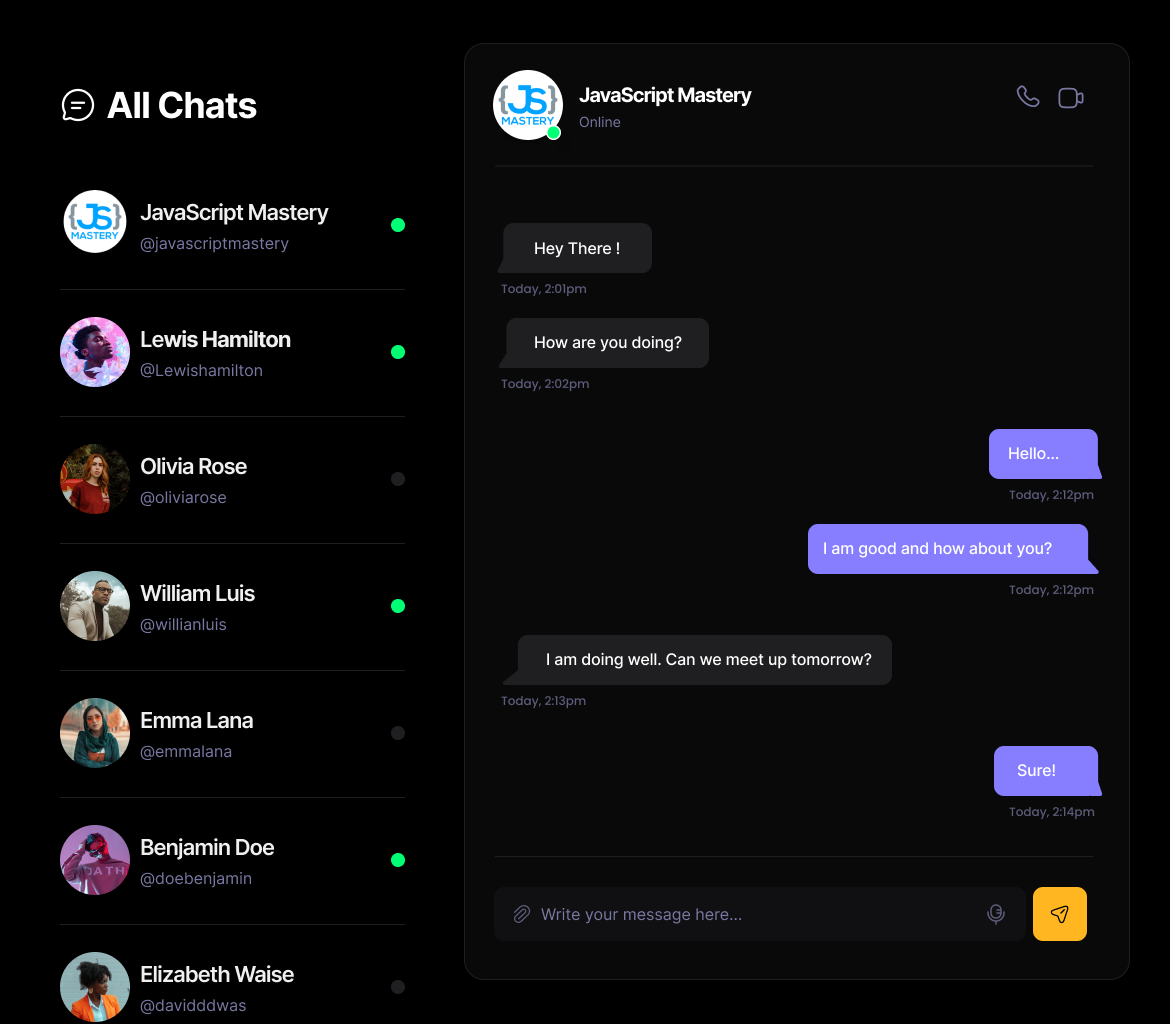 All Chats
{JS}
MASTERY
JavaScript Mastery
@javascriptmastery
Lewis Hamilton
@Lewishamilton
Olivia Rose
@oliviarose
William Luis
@willianluis
Emma Lana
@emmalana
DATH
Benjamin Doe
@doebenjamin
Elizabeth Waise
@davidddwas
{JS}
MASTERY
JavaScript Mastery
Online
Hey There !
Today, 2:01pm
How are you doing?
Today, 2:02pm
Hello...
Today, 2:12pm
I am good and how about you?
Today, 2:12pm
I am doing well. Can we meet up tomorrow?
Today, 2:13pm
Sure!
Today, 2:14pm
Write your message here...